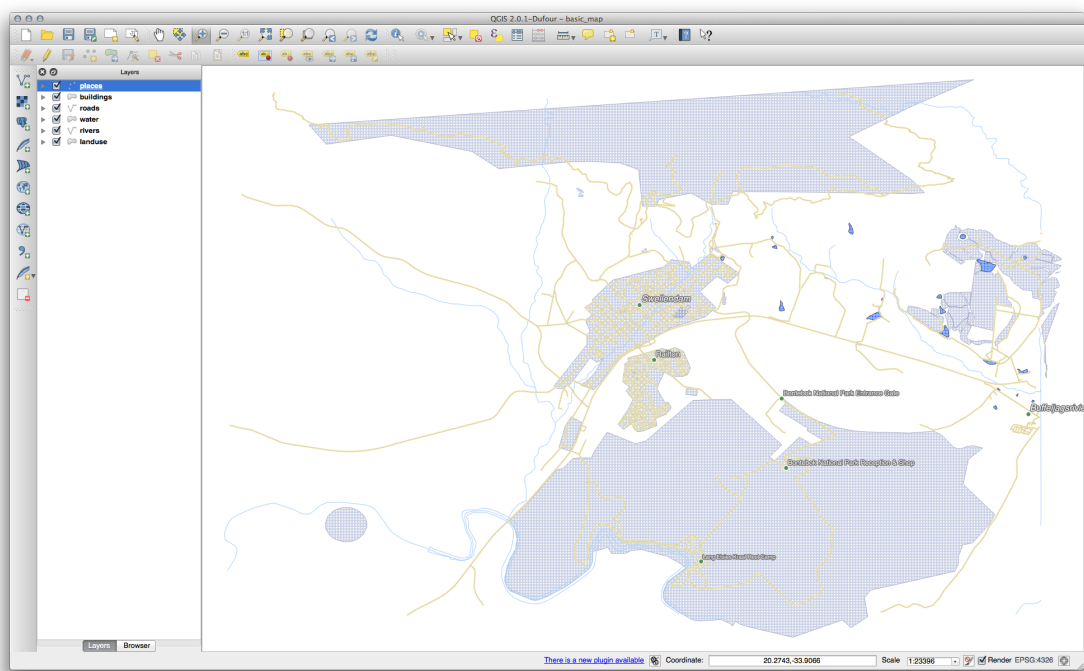 QGIS 2.0.1-Dufour - basic_map
Layers
places
buildings
roads
water
rivers
landuse
Swellendam
Railton
Bontebok National Park Entrance Gate
Buffeljagsrivie
Bontebok National Park Reception & Shop
Lang Elsies Kraal Rest Camp
Layers Browser
There is a new plugin available Coordinate: 20.2743,-33.9066 Scale 1:23396 Render EPSG:4326